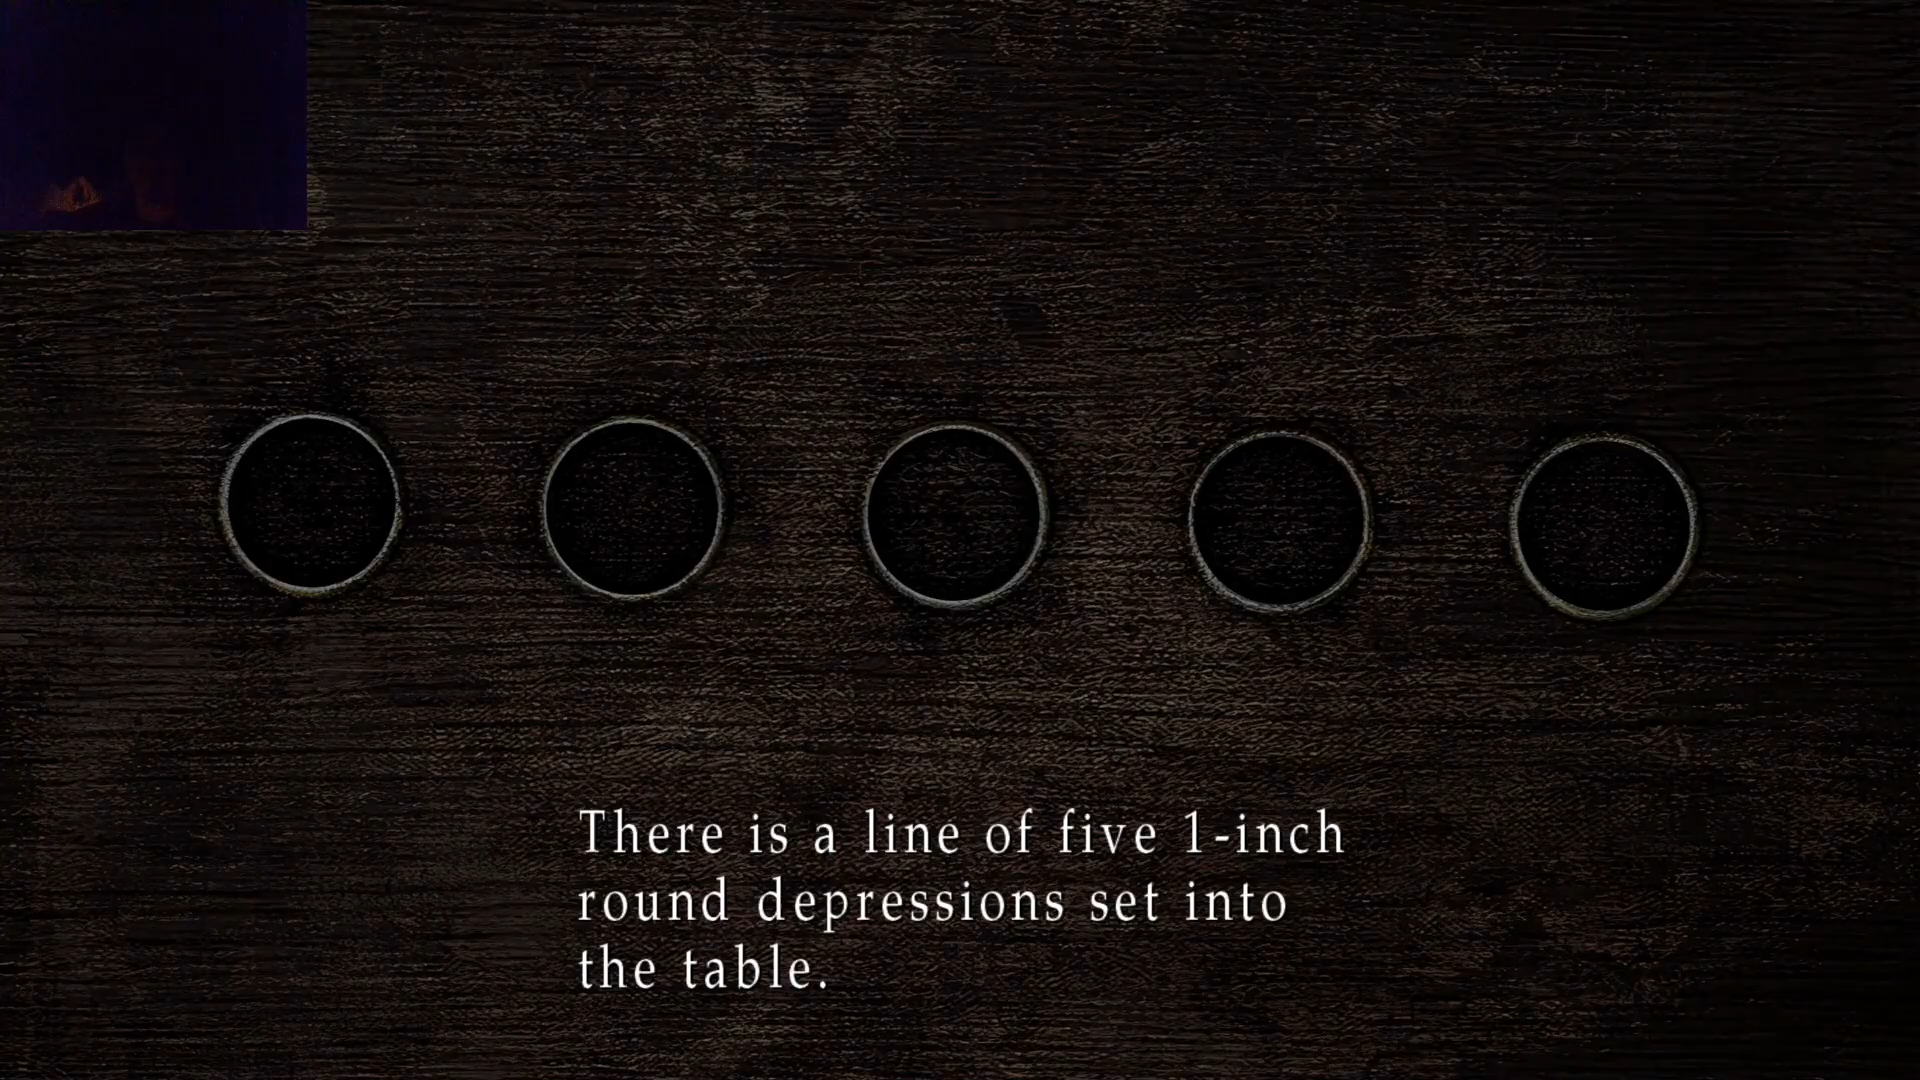 There is a line of five 1-inch
round depressions set into
the table.